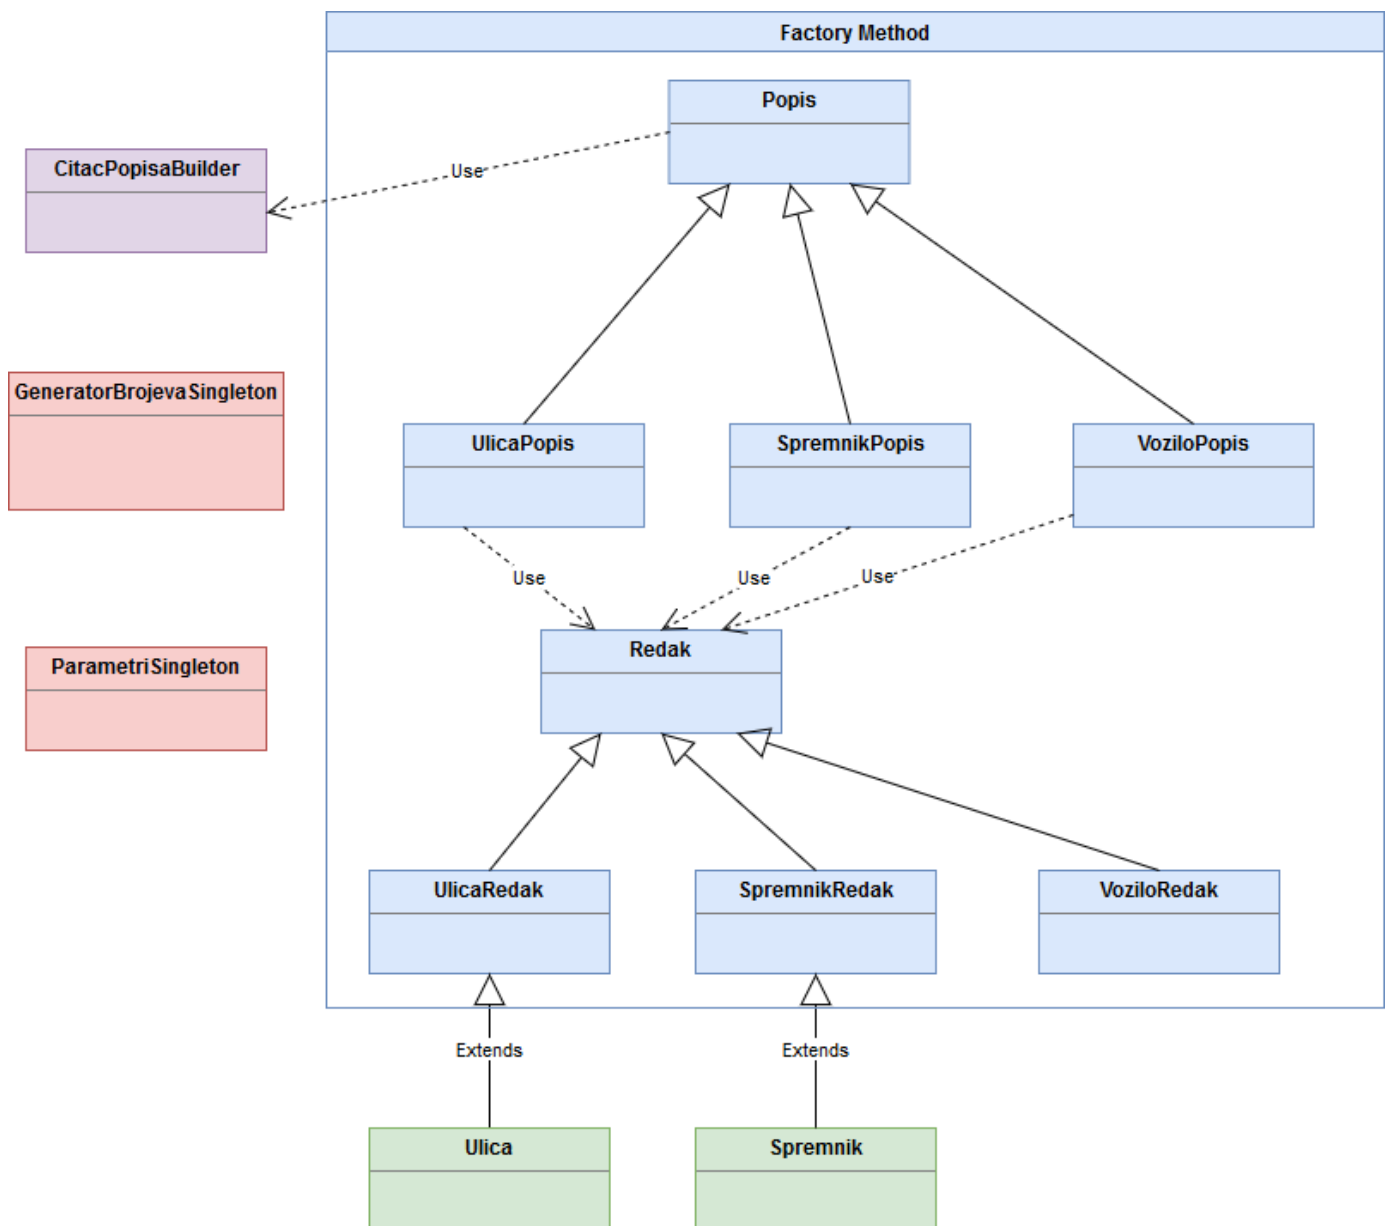 Factory Method
Popis
CitacPopisaBuilder
Use
GeneratorBrojevaSingleton
UlicaPopis
SpremnikPopis
VoziloPopis
Use
Use
Use
Redak
ParametriSingleton
UlicaRedak
SpremnikRedak
VoziloRedak
Extends
Extends
Ulica
Spremnik